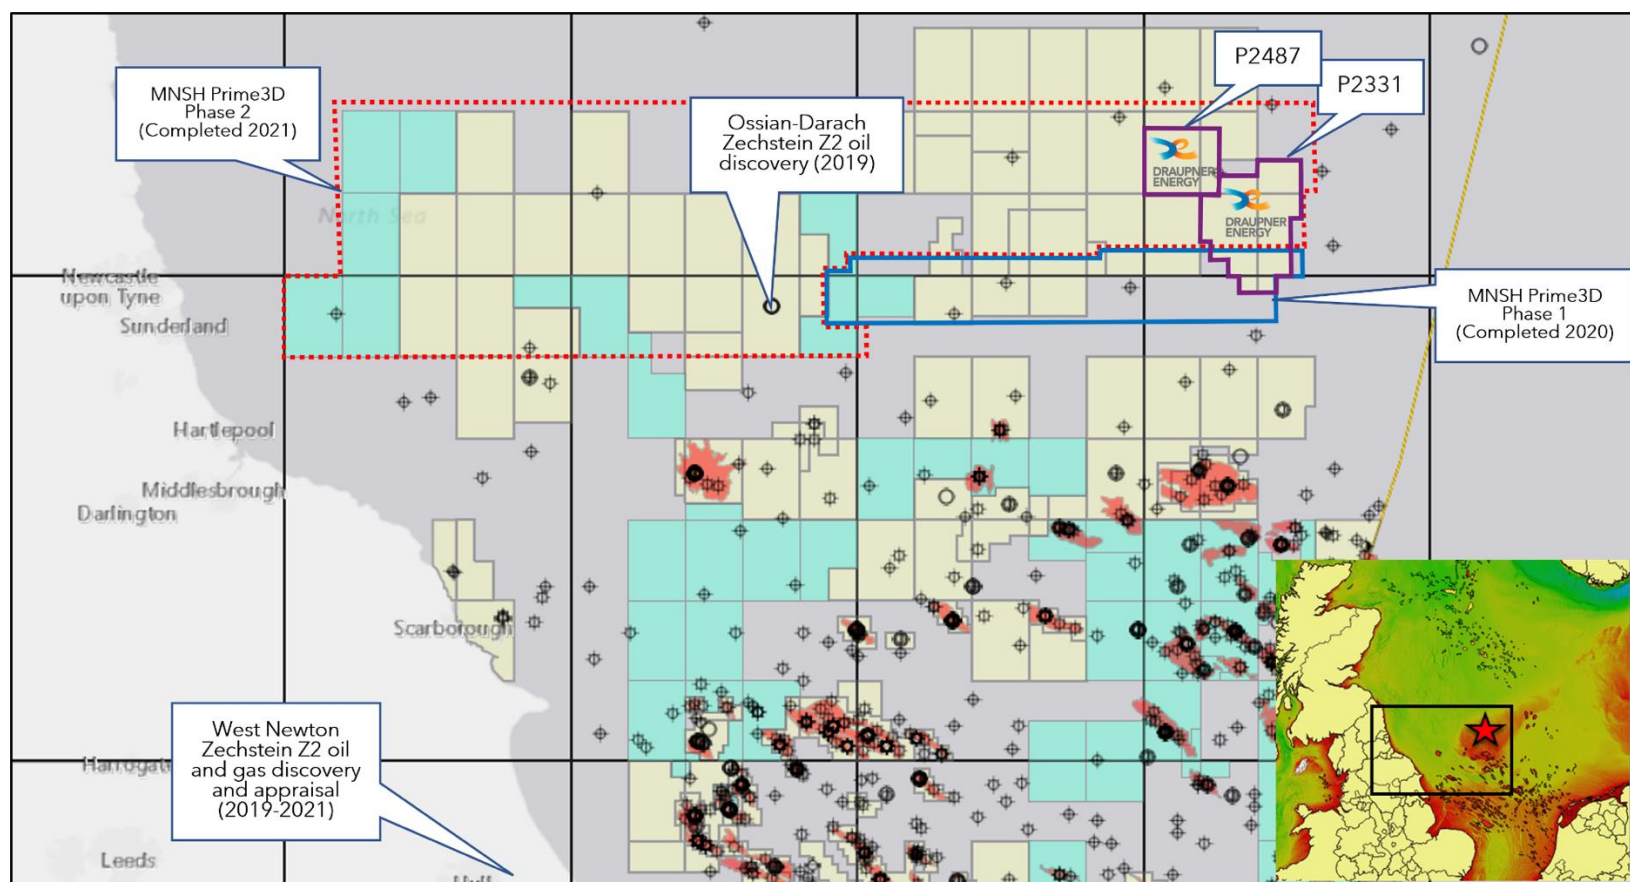 P2487
P2331
MNSH Prime3D
Phase 2
(Completed 2021)
Ossian-Darach
Zechstein Z2 oil
discovery (2019)
DRAUPNER
ENERGY
DRAUPNER
ENERGY
North Sea
Newcastle
upon Tyne
Sunderland
MNSH Prime3D
Phase 1
(Completed 2020)
Hartlepool
Middlesbrough
Darlington
Scarborough
West Newton
Zechstein Z2 oil
and gas discovery
and appraisal
(2019-2021)
Harrogat
Leeds